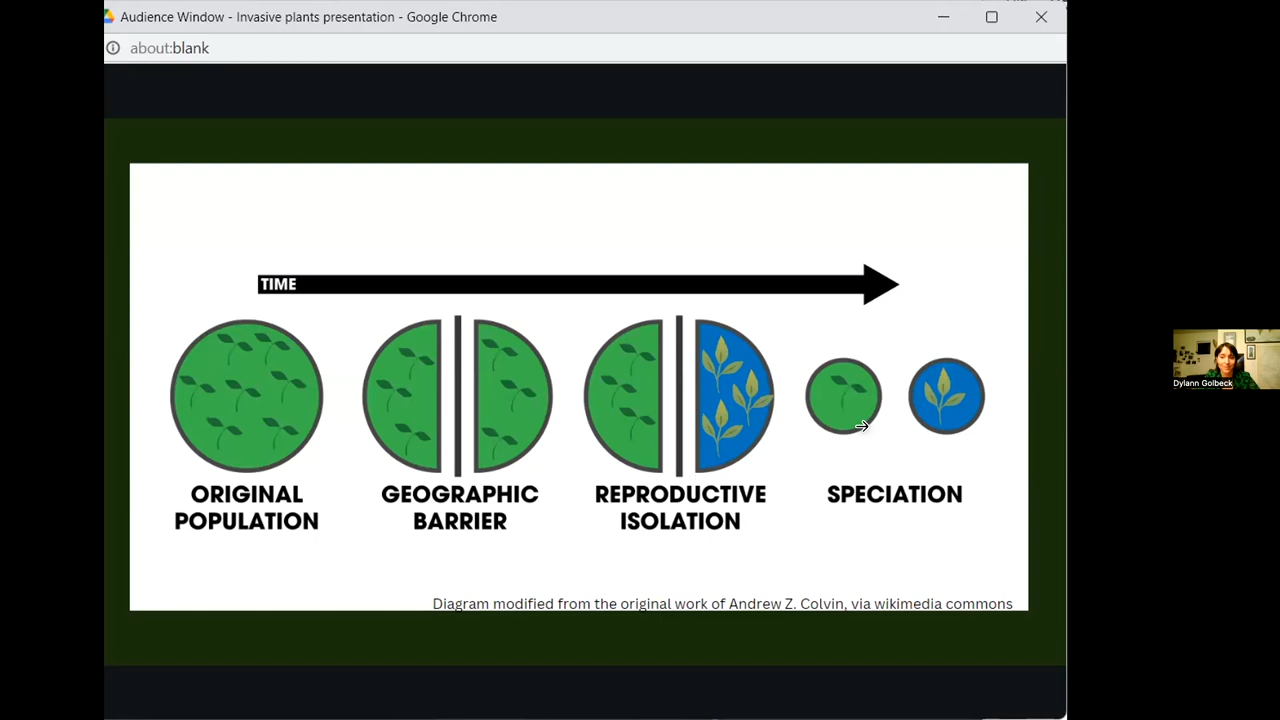 Audience Window - Invasive plants presentation - Google Chrome
about:blank
TIME
ORIGINAL
POPULATION
GEOGRAPHIC
BARRIER
REPRODUCTIVE
ISOLATION
SPECIATION
Diagram modified from the original work of Andrew Z. Colvin, via wikimedia commons
Dylann Golbeck